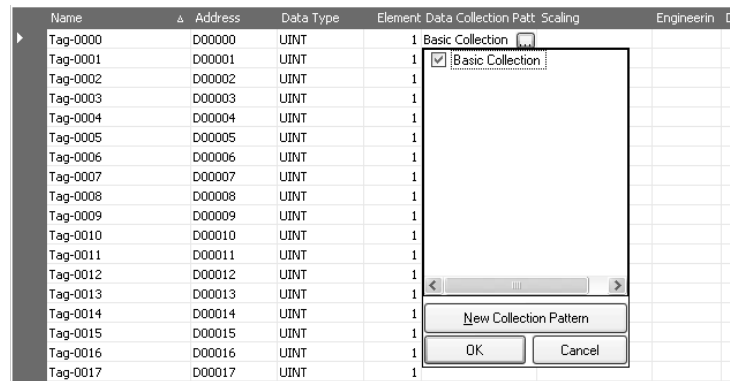 Name Address Data Type Element Data Collection Patt Scaling Engineerin
Tag-0000 D00000 UINT 1 Basic Collection ...
Tag-0001 D00001 UINT 1 Basic Collection
Tag-0002 D00002 UINT 1
Tag-0003 D00003 UINT 1
Tag-0004 D00004 UINT 1
Tag-0005 D00005 UINT 1
Tag-0006 D00006 UINT 1
Tag-0007 D00007 UINT 1
Tag-0008 D00008 UINT 1
Tag-0009 D00009 UINT 1
Tag-0010 D00010 UINT 1
Tag-0011 D00011 UINT 1
Tag-0012 D00012 UINT 1
Tag-0013 D00013 UINT 1
Tag-0014 D00014 UINT 1 New Collection Pattern
Tag-0015 D00015 UINT 1
Tag-0016 D00016 UINT 1 OK Cancel
Tag-0017 D00017 UINT 1